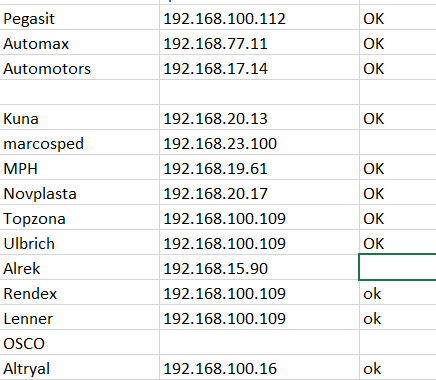 Pegasit 192.168.100.112 OK
Automax 192.168.77.11 OK
Automotors 192.168.17.14 OK
Kuna 192.168.20.13 OK
marcosped 192.168.23.100
MPH 192.168.19.61 OK
Novplasta 192.168.20.17 OK
Topzona 192.168.100.109 OK
Ulbrich 192.168.100.109 OK
Alrek 192.168.15.90
Rendex 192.168.100.109 ok
Lenner 192.168.100.109 ok
OSCO
Altryal 192.168.100.16 ok